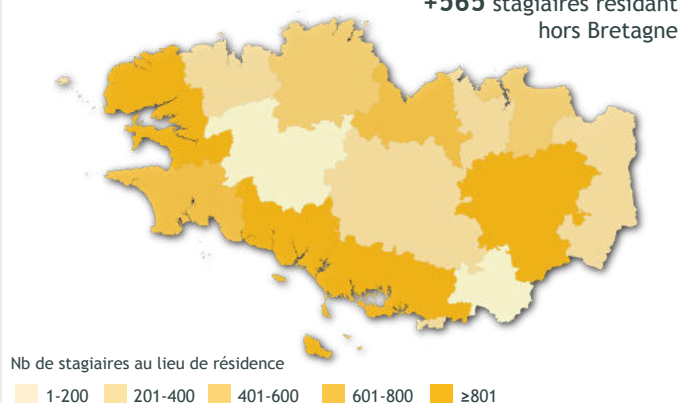 +565 stagiaires résidant
hors Bretagne
Nb de stagiaires au lieu de résidence
1-200 201-400 401-600 601-800 ≥801